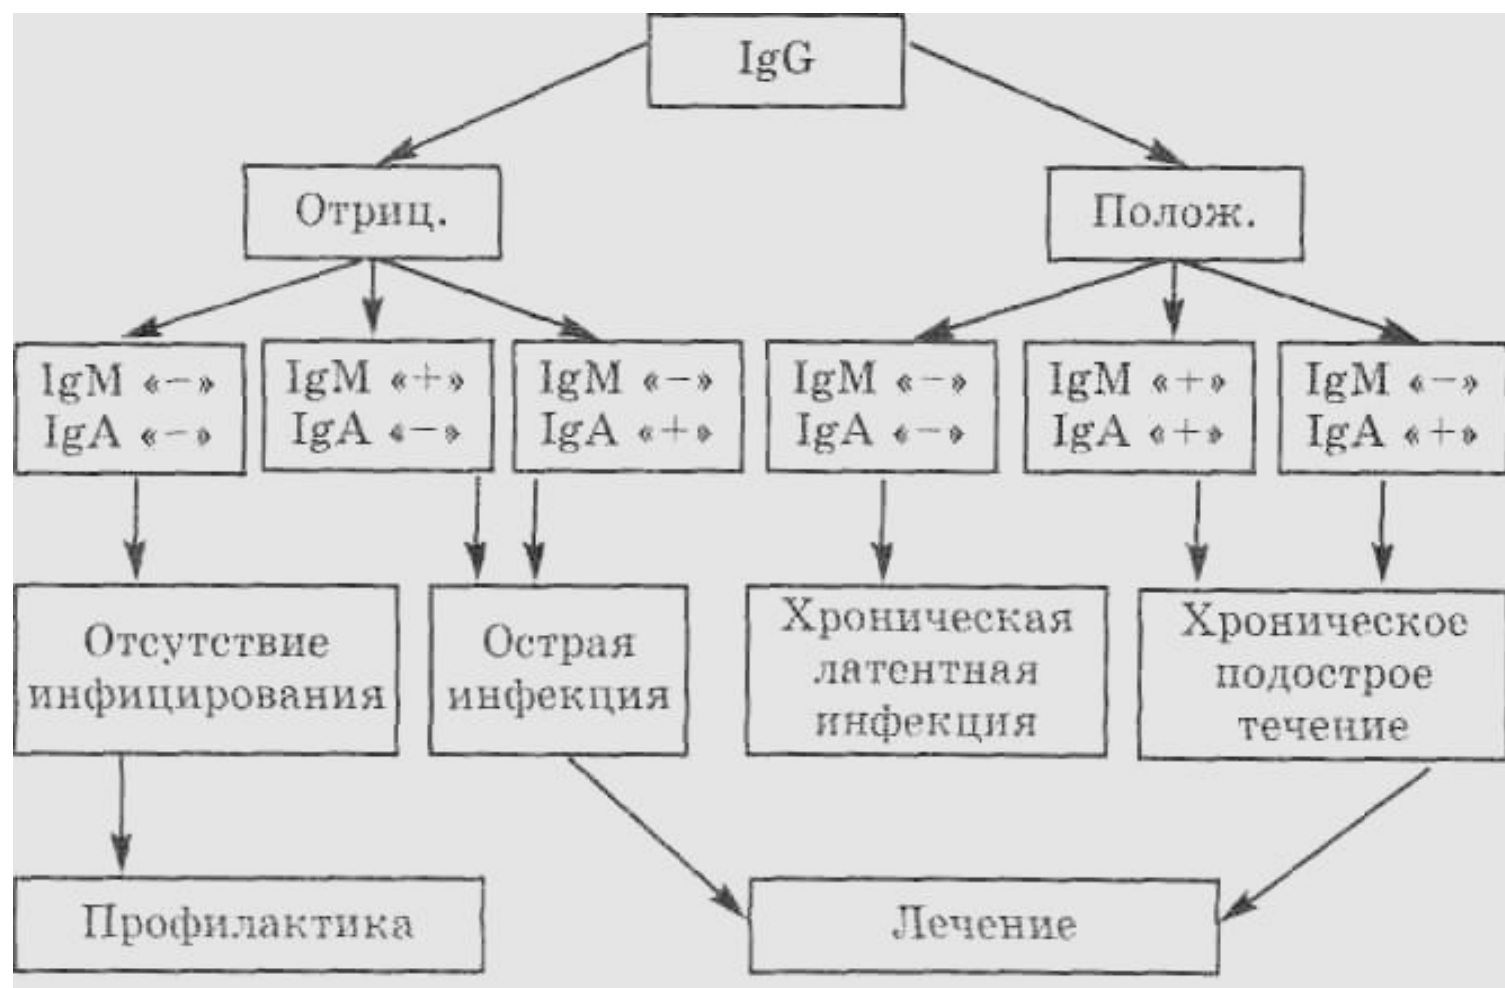 IgG
Отриц.
Полож.
IgM «-»
IgA «-»
IgM «+»
IgA «-»
IgM «-»
IgA «+»
IgM «-»
IgA «-»
IgM «+»
IgA «+»
IgM «-»
IgA «+»
Отсутствие
инфицирования
Острая
инфекция
Хроническая
латентная
инфекция
Хроническое
подострое
течение
Профилактика
Лечение